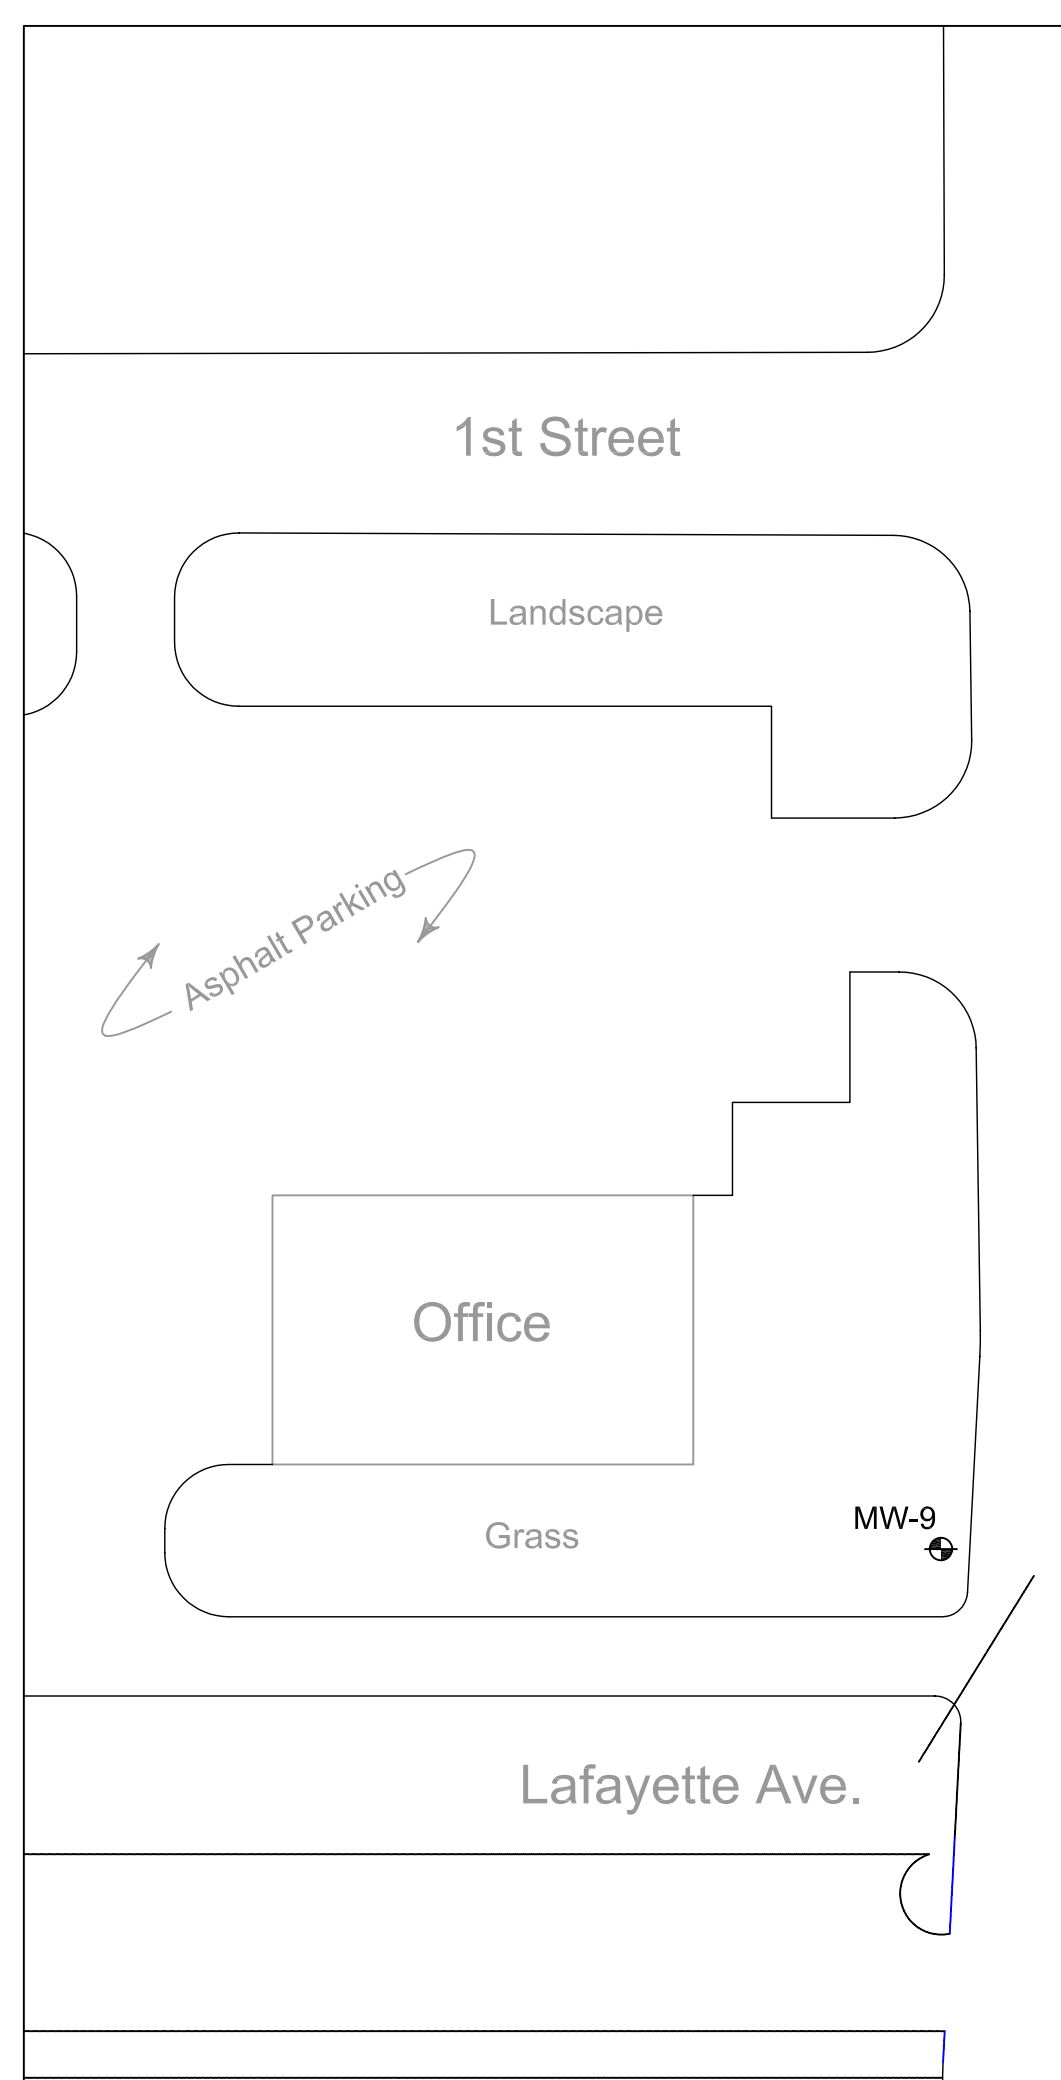 1st Street
Landscape
Asphalt Parking
Office
MW-9
Grass
Lafayette Ave.